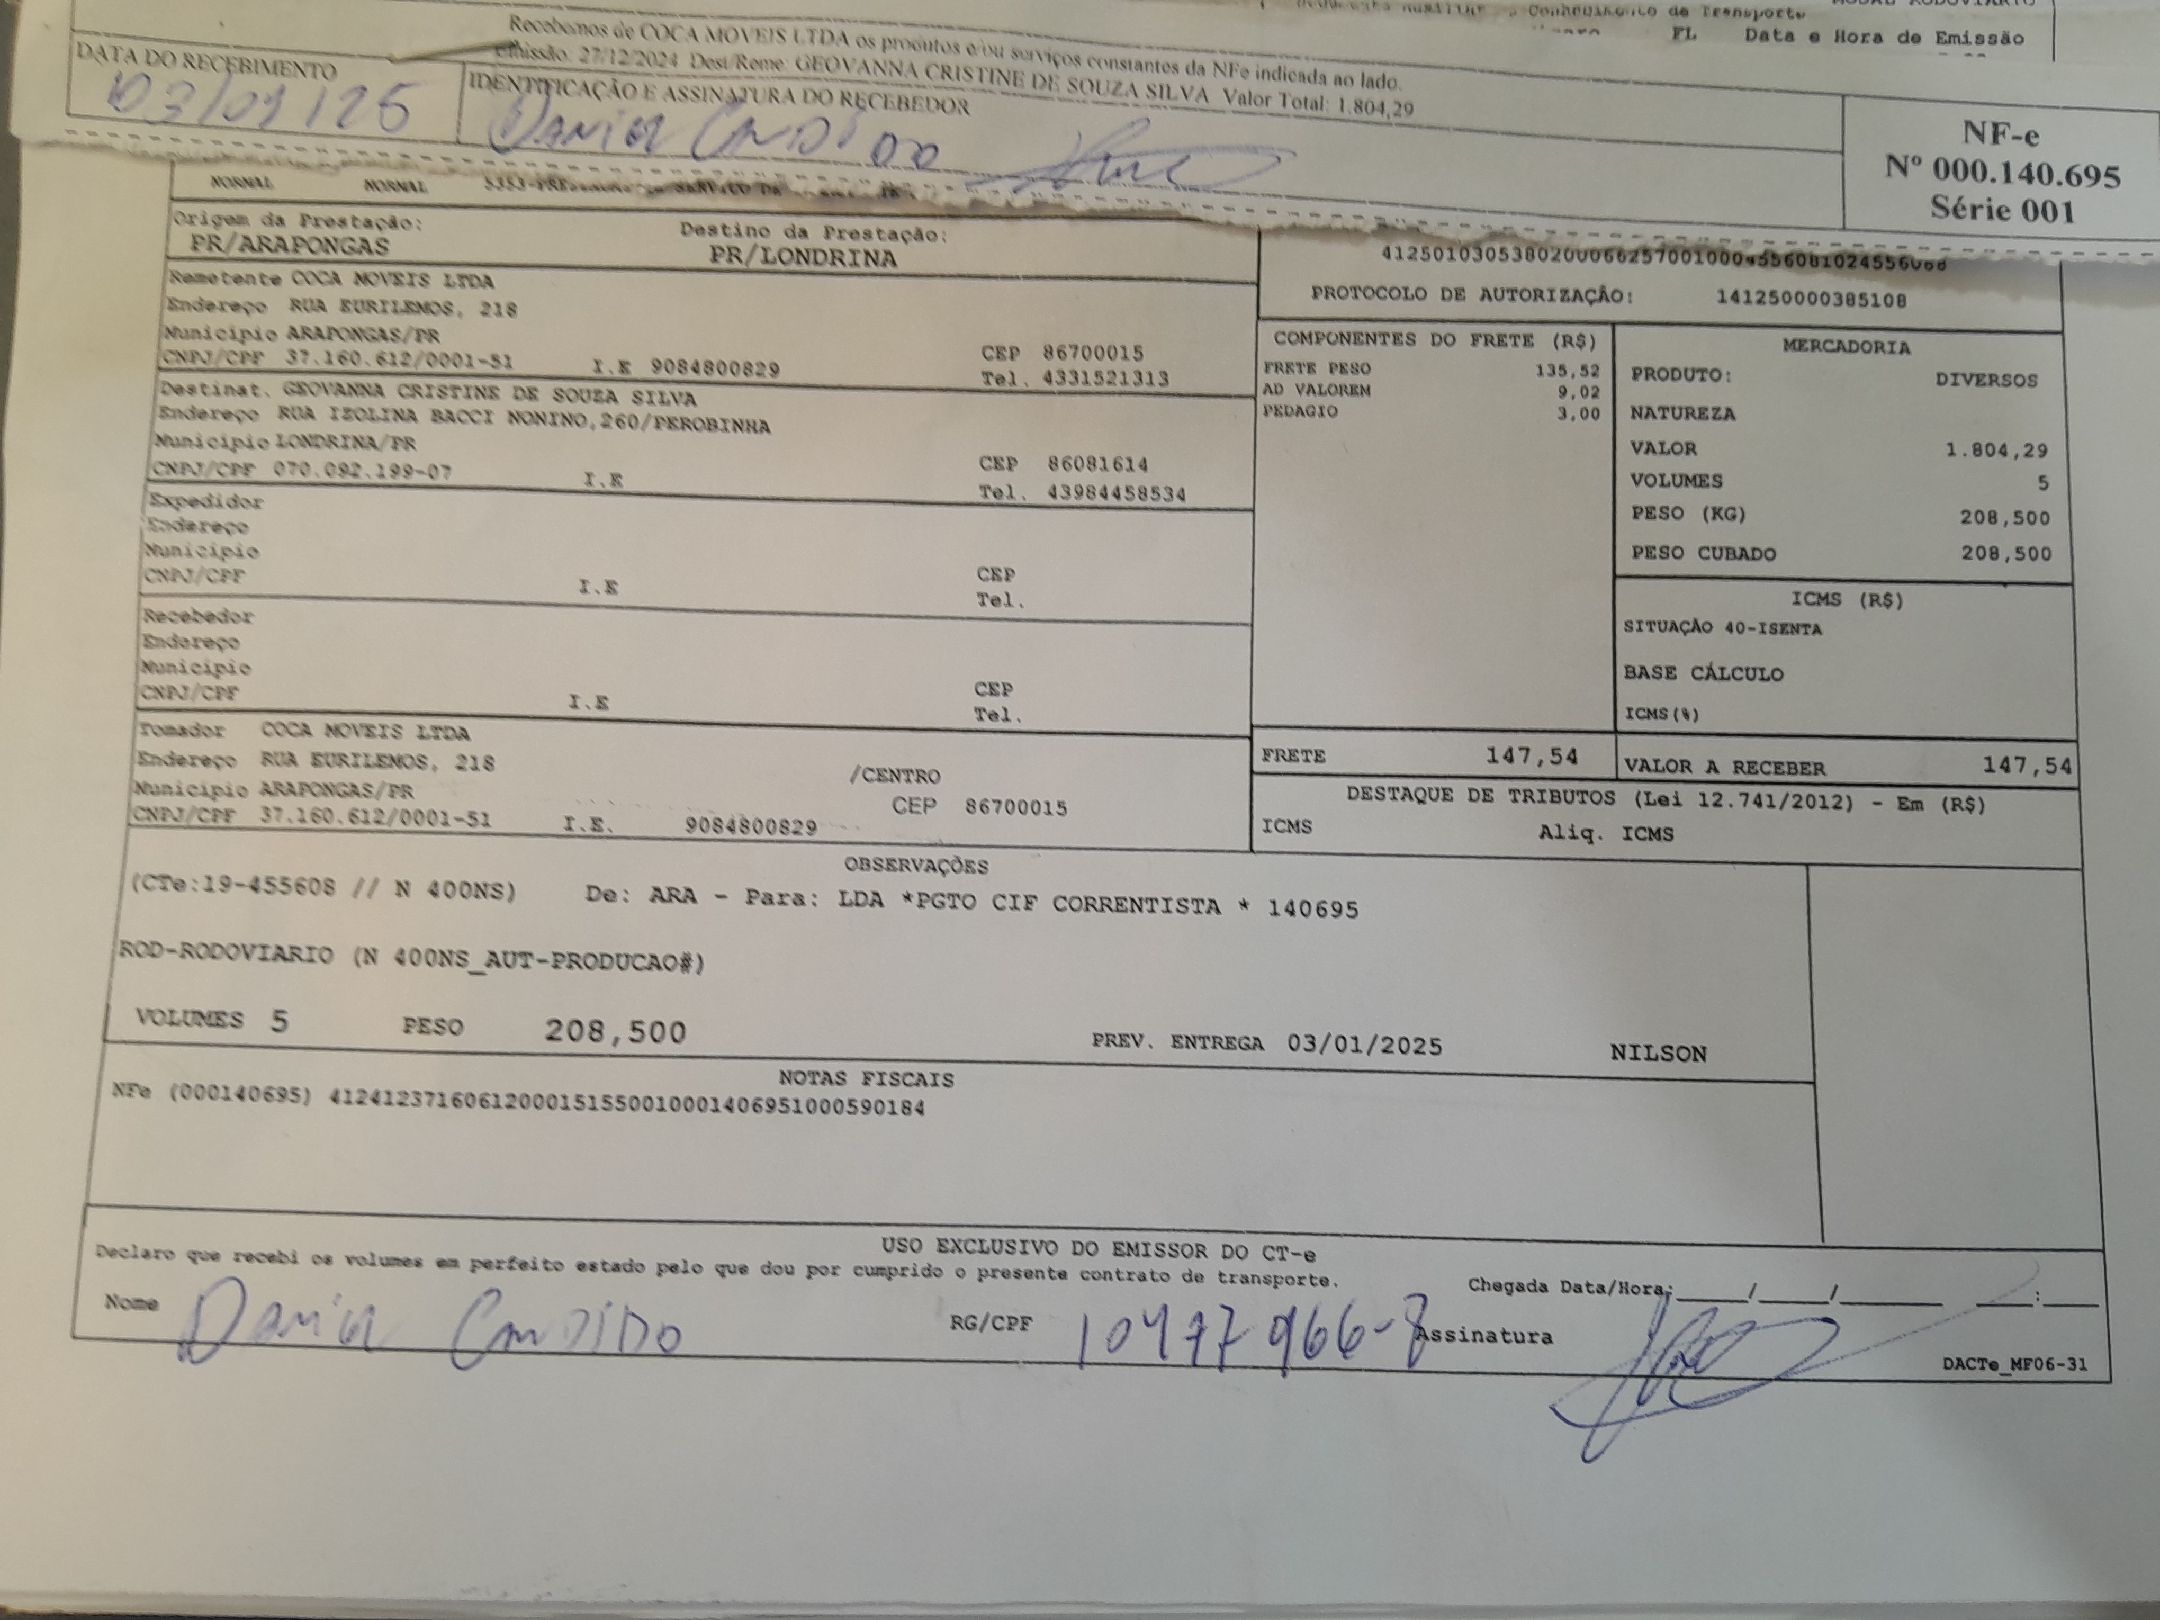 Conhecimento de Transporte
FL Data e Hora de Emissão
Recebemos de COCA MOVEIS LTDA os produtos e/ou serviços constantes da NFe indicada ao lado.
Emissão: 27/12/2024 Dest/Reme: GEOVANNA CRISTINE DE SOUZA SILVA Valor Total: 1.804,29
DATA DO RECEBIMENTO
03/01/25
IDENTIFICAÇÃO E ASSINATURA DO RECEBEDOR
Daniel Candido
NF-e
Nº 000.140.695
Série 001
NORMAL NORMAL
Origem da Prestação: Destino da Prestação:
PR/ARAPONGAS PR/LONDRINA
PROTOCOLO DE AUTORIZAÇÃO: 141250000385108
Remetente COCA MOVEIS LTDA
Endereço RUA EURILEMOS, 218
Município ARAPONGAS/PR CEP 86700015
CNPJ/CPF 37.160.612/0001-51 I.E 9084800829 Tel. 4331521313
Destinat. GEOVANNA CRISTINE DE SOUZA SILVA
Endereço RUA IZOLINA BACCI NONINO,260/PEROBINHA
Município LONDRINA/PR CEP 86081614
CNPJ/CPF 070.092.199-07 I.E Tel. 43984458534
Expedidor
Endereço
Município CEP
CNPJ/CPF I.E Tel.
Recebedor
Endereço
Município CEP
CNPJ/CPF I.E Tel.
Tomador COCA MOVEIS LTDA
Endereço RUA EURILEMOS, 218 /CENTRO
Município ARAPONGAS/PR CEP 86700015
CNPJ/CPF 37.160.612/0001-51 I.E. 9084800829
COMPONENTES DO FRETE (R$)
FRETE PESO 135,52
AD VALOREM 9,02
PEDAGIO 3,00
FRETE 147,54
MERCADORIA
PRODUTO: DIVERSOS
NATUREZA
VALOR 1.804,29
VOLUMES 5
PESO (KG) 208,500
PESO CUBADO 208,500
ICMS (R$)
SITUAÇÃO 40-ISENTA
BASE CÁLCULO
ICMS(%)
VALOR A RECEBER 147,54
DESTAQUE DE TRIBUTOS (Lei 12.741/2012) - Em (R$)
ICMS Aliq. ICMS
OBSERVAÇÕES
(CTe:19-455608 // N 400NS) De: ARA - Para: LDA *PGTO CIF CORRENTISTA * 140695
ROD-RODOVIARIO (N 400NS_AUT-PRODUCAO#)
VOLUMES 5 PESO 208,500 PREV. ENTREGA 03/01/2025 NILSON
NOTAS FISCAIS
NFe (000140695) 41241237160612000151550010001406951000590184
USO EXCLUSIVO DO EMISSOR DO CT-e
Declaro que recebi os volumes em perfeito estado pelo que dou por cumprido o presente contrato de transporte.
Chegada Data/Hora:_____/_____/_______ ____:____
Nome Daniel Candido RG/CPF 10477966-8 Assinatura
DACTe_MF06-31